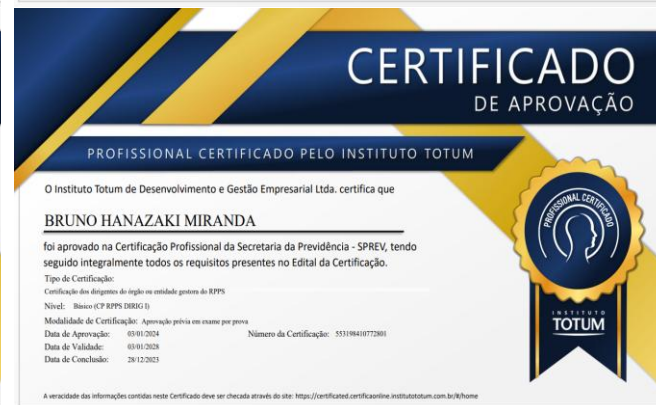 CERTIFICADO
DE APROVAÇÃO
PROFISSIONAL CERTIFICADO PELO INSTITUTO TOTUM
O Instituto Totum de Desenvolvimento e Gestão Empresarial Ltda. certifica que
BRUNO HANAZAKI MIRANDA
foi aprovado na Certificação Profissional da Secretaria da Previdência - SPREV, tendo
seguido integralmente todos os requisitos presentes no Edital da Certificação.
Tipo de Certificação:
Certificação dos dirigentes do órgão ou entidade gestora do RPPS
Nível: Básico (CP RPPS DIRIG I)
Modalidade de Certificação: Aprovação prévia em exame por prova
Data de Aprovação: 03/01/2024 Número da Certificação: 553198410772801
Data de Validade: 03/01/2028
Data de Conclusão: 28/12/2023
A veracidade das informações contidas neste Certificado deve ser checada através do site: https://certificated.certificaonline.institutototum.com.br/#/home
PROFISSIONAL CERTIFICADO
INSTITUTO
TOTUM